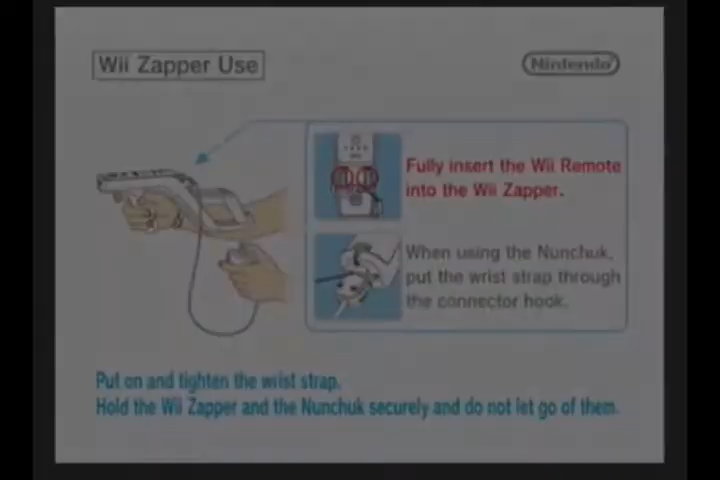 Wii Zapper Use
Nintendo
Fully insert the Wii Remote
into the Wii Zapper.
When using the Nunchuk,
put the wrist strap through
the connector hook.
Put on and tighten the wrist strap.
Hold the Wii Zapper and the Nunchuk securely and do not let go of them.